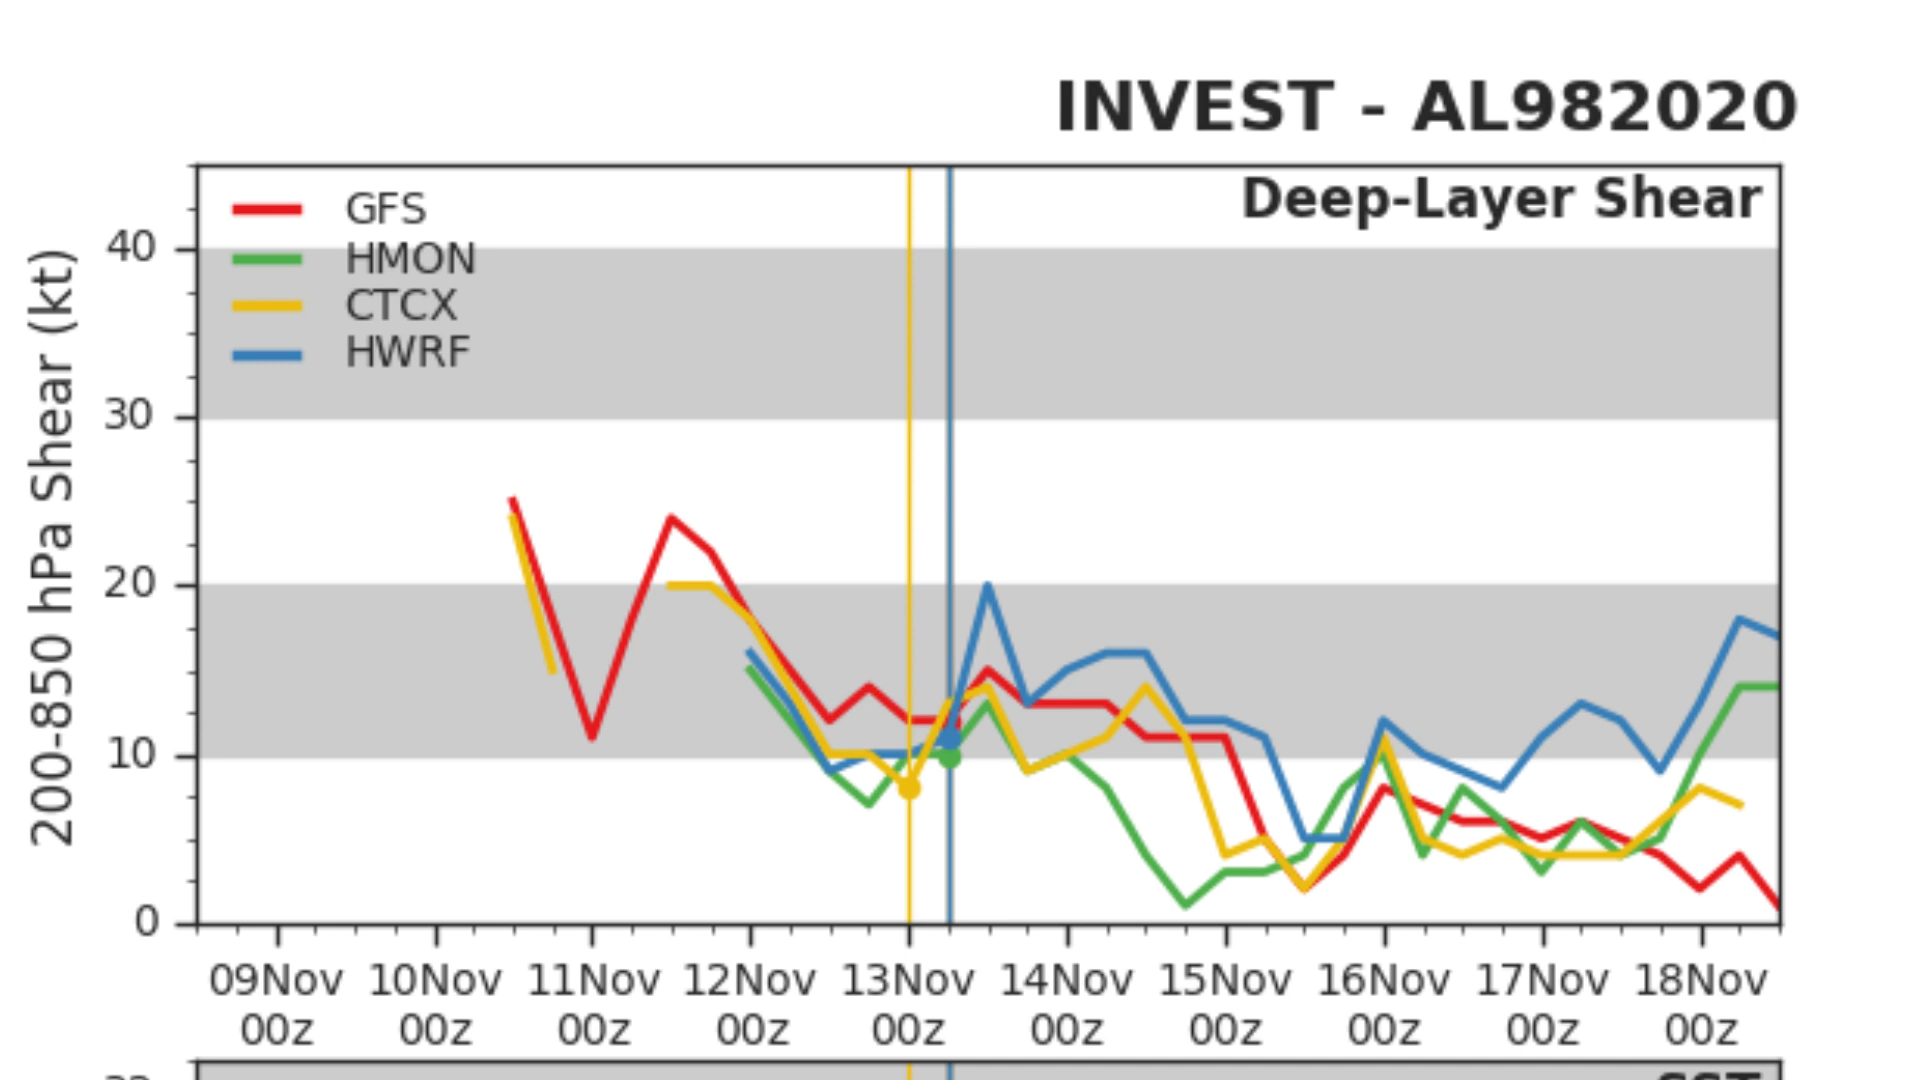 INVEST - AL982020
Deep-Layer Shear
GFS
HMON
CTCX
HWRF
200-850 hPa Shear (kt)
40
30
20
10
0
09Nov 10Nov 11Nov 12Nov 13Nov 14Nov 15Nov 16Nov 17Nov 18Nov
00z 00z 00z 00z 00z 00z 00z 00z 00z 00z